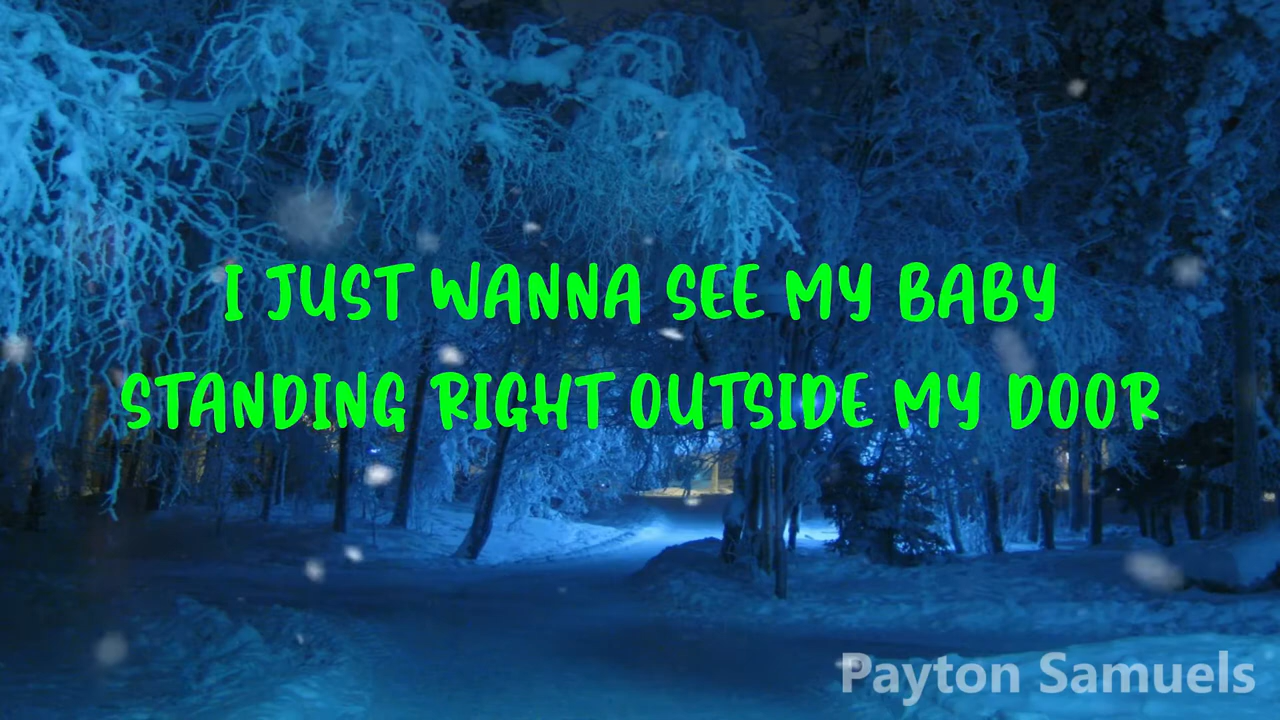 I JUST WANNA SEE MY BABY
STANDING RIGHT OUTSIDE MY DOOR
Payton Samuels